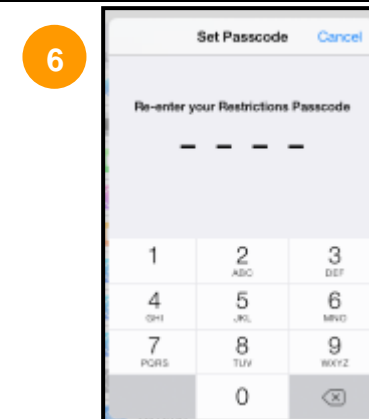 6
Set Passcode Cancel
Re-enter your Restrictions Passcode
1 2 3
ABC DEF
4 5 6
GHI JKL MNO
7 8 9
PQRS TUV WXYZ
0